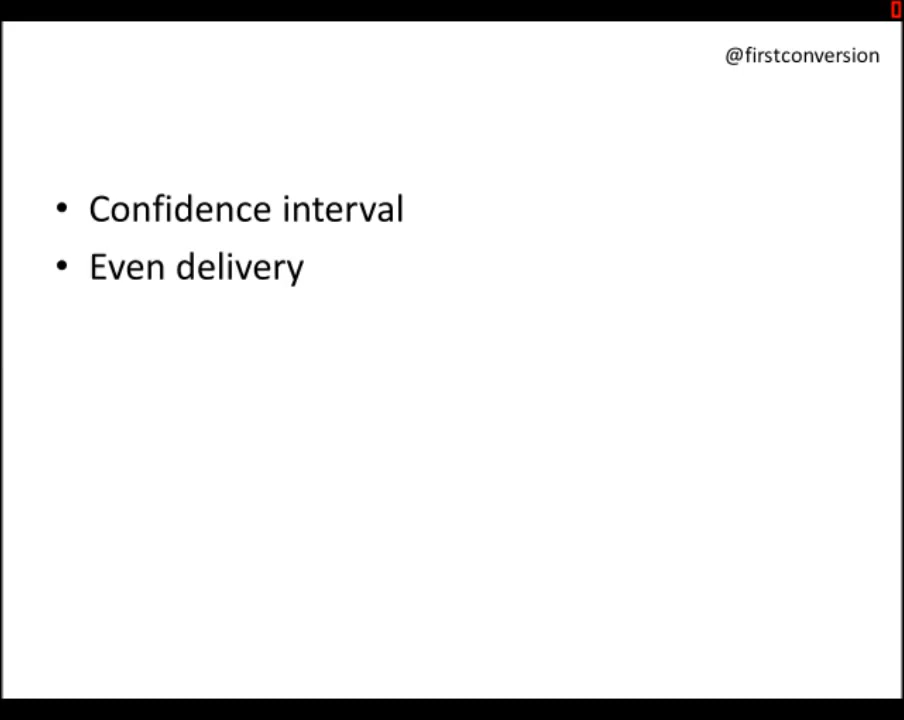 @firstconversion
• Confidence interval
• Even delivery